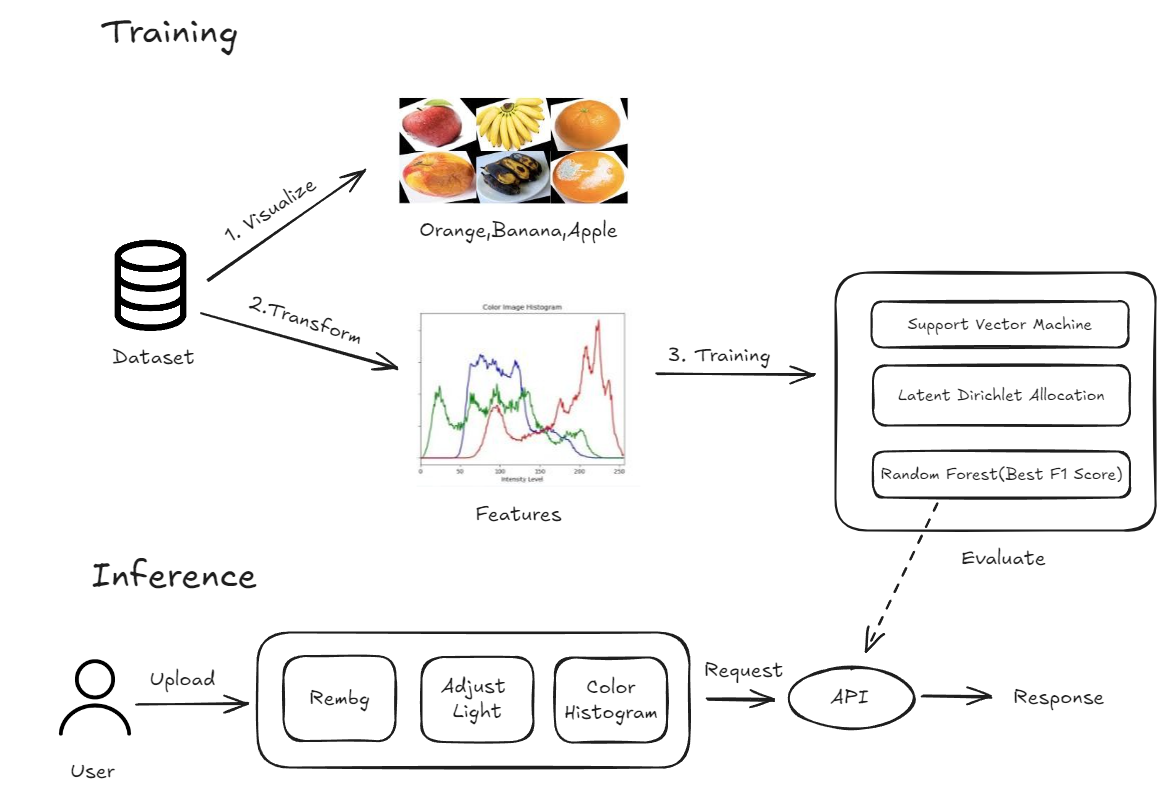 Training
1. Visualize
Orange,Banana,Apple
Dataset
2.Transform
Color Image Histogram
0 50 100 150 200 250
Intensity Level
Features
3. Training
Support Vector Machine
Latent Dirichlet Allocation
Random Forest(Best F1 Score)
Evaluate
Inference
User
Upload
Rembg
Adjust
Light
Color
Histogram
Request
API
Response